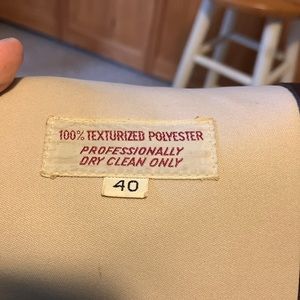 100% TEXTURIZED POLYESTER
PROFESSIONALLY
DRY CLEAN ONLY
40